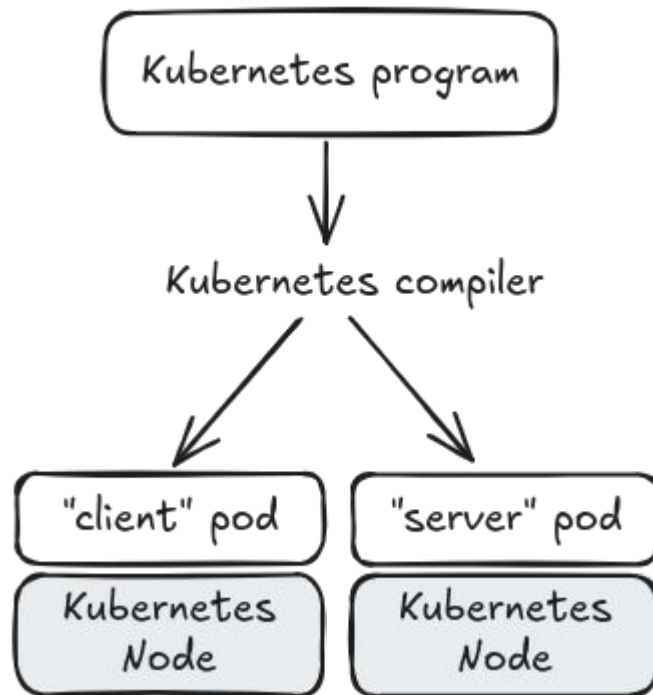 Kubernetes program
Kubernetes compiler
"client" pod
"server" pod
Kubernetes
Node
Kubernetes
Node